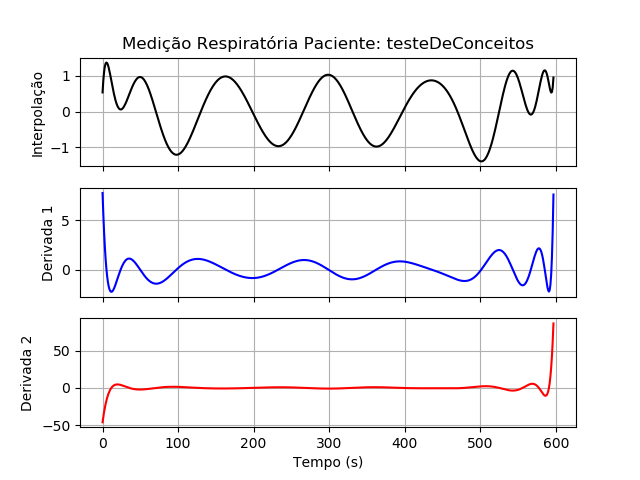 Medição Respiratória Paciente: testeDeConceitos
Interpolação
1
0
−1
Derivada 1
5
0
Derivada 2
50
0
−50
0 100 200 300 400 500 600
Tempo (s)